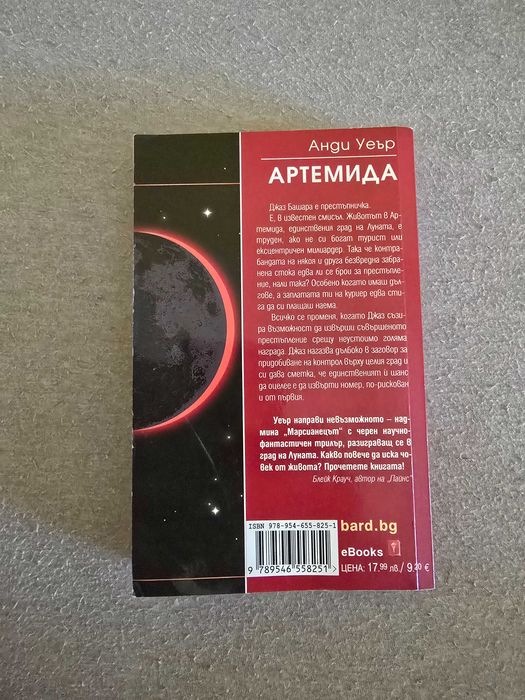 Анди Уеър
АРТЕМИДА
Джаз Башара е престъпничка.
Е, в известен смисъл. Животът в Ар-
темида, единствения град на Луната, е
труден, ако не си богат турист или
ексцентричен милиардер. Така че контра-
бандата на някоя и друга безвредна забра-
нена стока едва ли се брои за престъпле-
ние, нали така? Особено когато имаш дъл-
гове, а заплатата ти на куриер едва сти-
га да си плащаш наема.
Всичко се променя, когато Джаз съзи-
ра възможност да извърши съвършеното
престъпление срещу неустоимо голяма
награда. Джаз нагазва дълбоко в заговор за
придобиване на контрол върху целия град и
си дава сметка, че единственият ѝ шанс
да оцелее е да извърти номер, по-рискован
и от първия.
Уеър направи невъзможното – над-
мина „Марсианецът“ с черен научно-
фантастичен трилър, разиграващ се в
град на Луната. Какво повече да иска чо-
век от живота? Прочетете книгата!
Блейк Крауч, автор на „Пайнс“
ISBN 978-954-655-825-1
9 789546 558251 >
bard.bg
eBooks
ЦЕНА: 17,99 лв./ 9,20 €